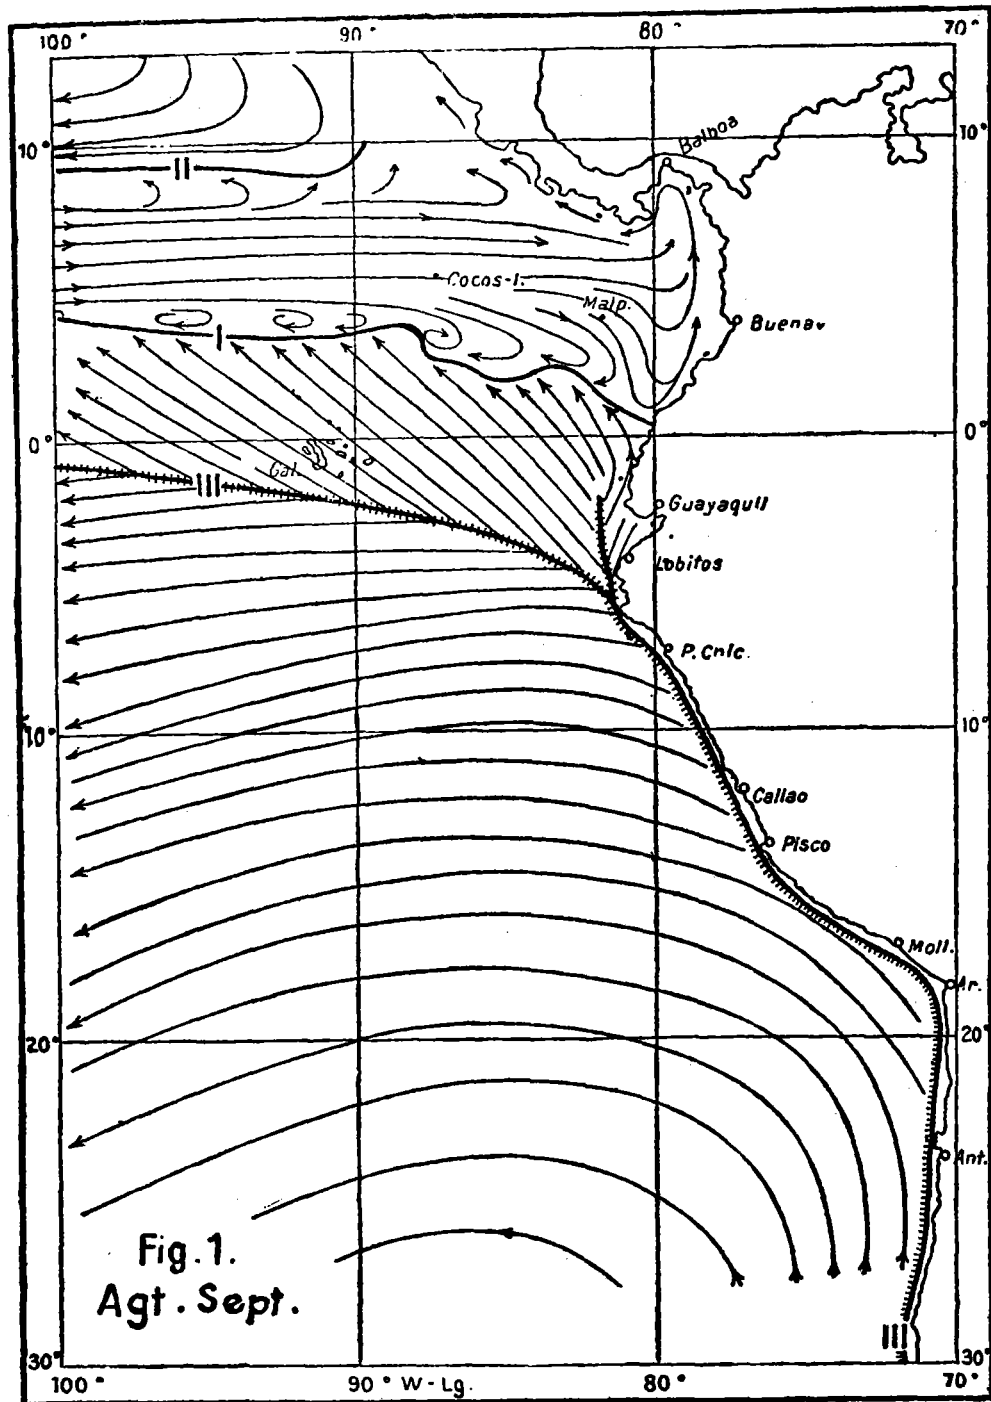 100° 90° 80° 70°
Balboa
10° 10°
II
Cocos-I.
Malp.
Buenav
I
0° 0°
Gal.
III
Guayaquil
Lobitos
P.Chic.
10° 10°
Callao
Pisco
Moll.
Ar.
20° 20°
Ant.
Fig.1.
Agt. Sept.
III
30° 30°
100° 90° W-Lg. 80° 70°